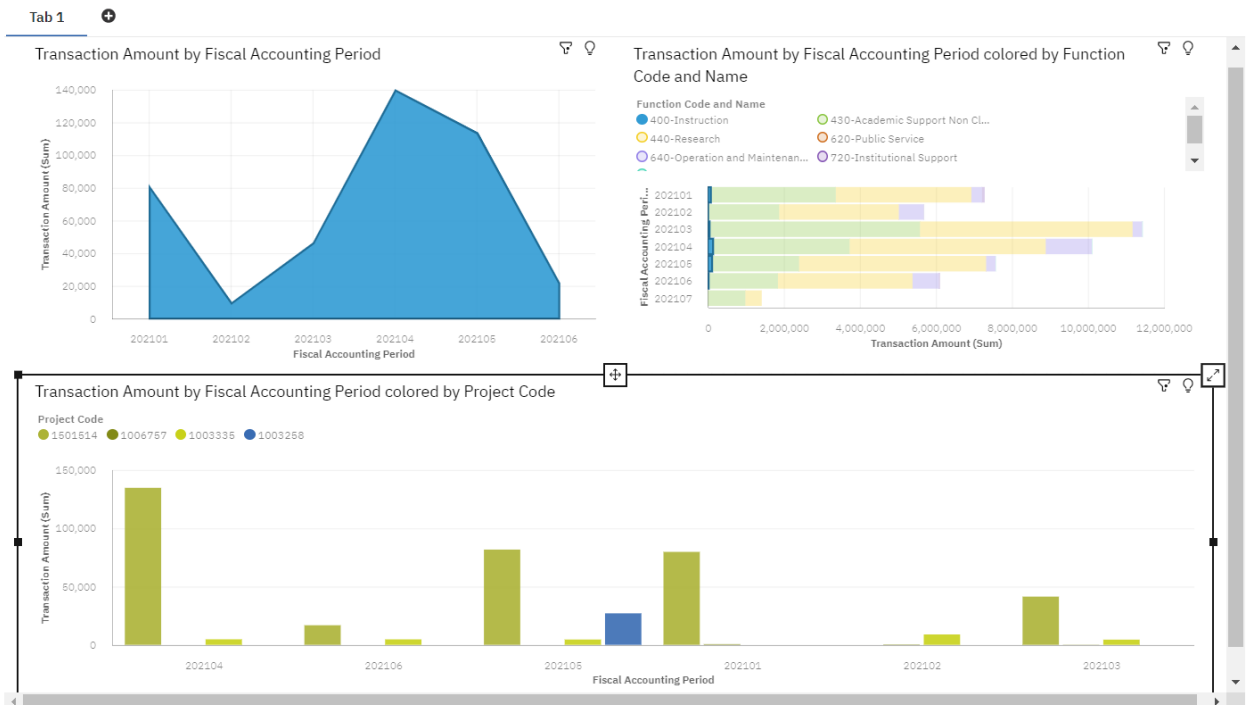 Tab 1
Transaction Amount by Fiscal Accounting Period
140,000
120,000
100,000
80,000
60,000
40,000
20,000
0
Transaction Amount (Sum)
202101 202102 202103 202104 202105 202106
Fiscal Accounting Period
Transaction Amount by Fiscal Accounting Period colored by Function
Code and Name
Function Code and Name
400-Instruction 430-Academic Support Non Cl...
440-Research 620-Public Service
640-Operation and Maintenan... 720-Institutional Support
Fiscal Accounting Peri...
202101
202102
202103
202104
202105
202106
202107
0 2,000,000 4,000,000 6,000,000 8,000,000 10,000,000 12,000,000
Transaction Amount (Sum)
Transaction Amount by Fiscal Accounting Period colored by Project Code
Project Code
1501514 1006757 1003335 1003258
150,000
100,000
50,000
0
Transaction Amount (Sum)
202104 202106 202105 202101 202102 202103
Fiscal Accounting Period